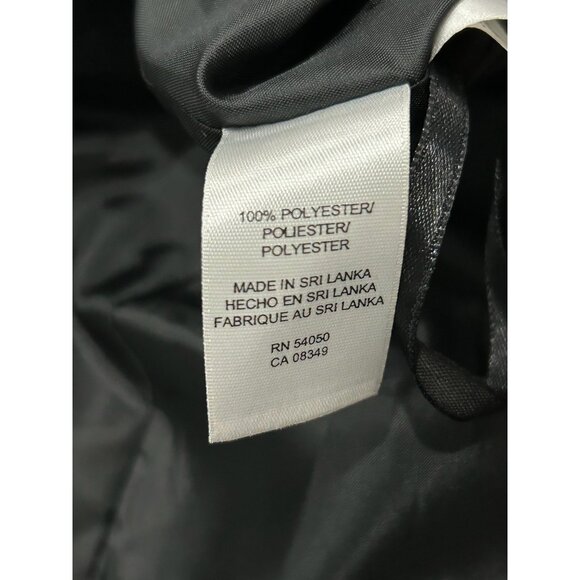 100% POLYESTER/
POLIESTER/
POLYESTER
MADE IN SRI LANKA
HECHO EN SRI LANKA
FABRIQUE AU SRI LANKA
RN 54050
CA 08349